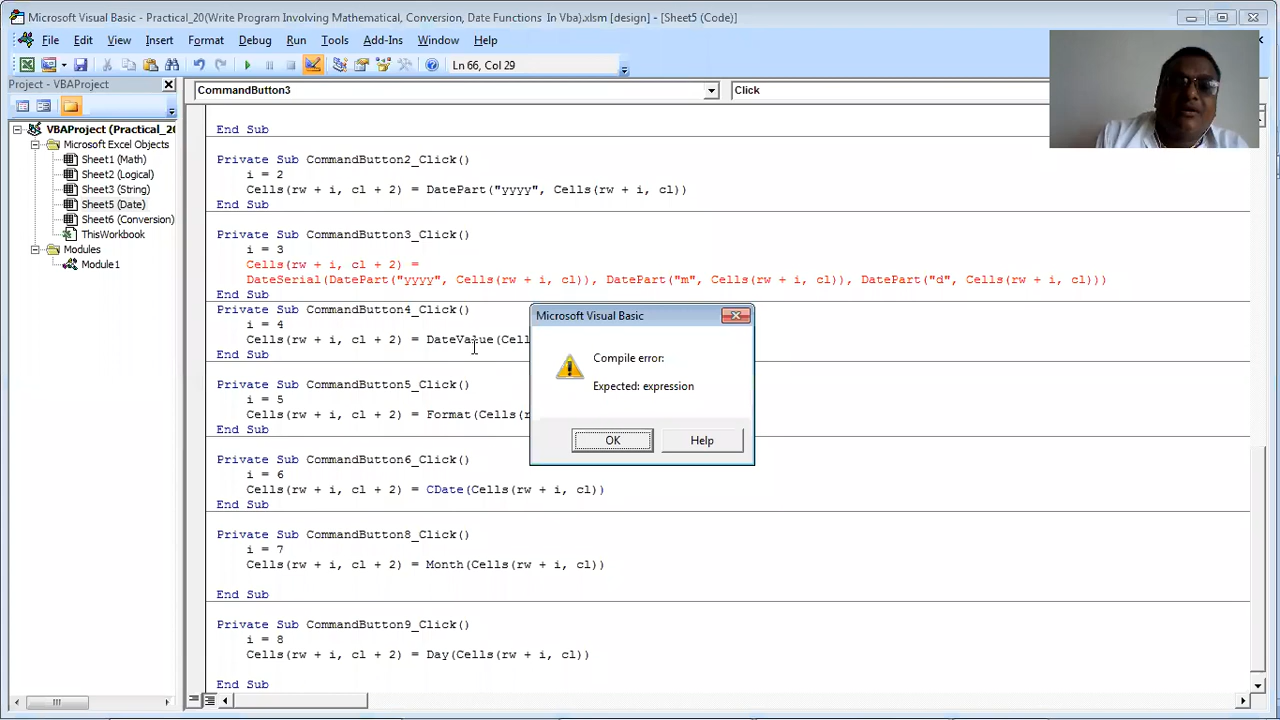 Microsoft Visual Basic - Practical_20(Write Program Involving Mathematical, Conversion, Date Functions In Vba).xlsm [design] - [Sheet5 (Code)]
File Edit View Insert Format Debug Run Tools Add-Ins Window Help
Ln 66, Col 29
Project - VBAProject
CommandButton3
Click
VBAProject (Practical_20
Microsoft Excel Objects
Sheet1 (Math)
Sheet2 (Logical)
Sheet3 (String)
Sheet5 (Date)
Sheet6 (Conversion)
ThisWorkbook
Modules
Module1
End Sub
Private Sub CommandButton2_Click()
i = 2
Cells(rw + i, cl + 2) = DatePart("yyyy", Cells(rw + i, cl))
End Sub
Private Sub CommandButton3_Click()
i = 3
Cells(rw + i, cl + 2) =
DateSerial(DatePart("yyyy", Cells(rw + i, cl)), DatePart("m", Cells(rw + i, cl)), DatePart("d", Cells(rw + i, cl)))
End Sub
Private Sub CommandButton4_Click()
i = 4
Cells(rw + i, cl + 2) = DateValue(Cell
End Sub
Private Sub CommandButton5_Click()
i = 5
Cells(rw + i, cl + 2) = Format(Cells(r
End Sub
Private Sub CommandButton6_Click()
i = 6
Cells(rw + i, cl + 2) = CDate(Cells(rw + i, cl))
End Sub
Private Sub CommandButton8_Click()
i = 7
Cells(rw + i, cl + 2) = Month(Cells(rw + i, cl))
End Sub
Private Sub CommandButton9_Click()
i = 8
Cells(rw + i, cl + 2) = Day(Cells(rw + i, cl))
End Sub
Microsoft Visual Basic
Compile error:
Expected: expression
OK
Help